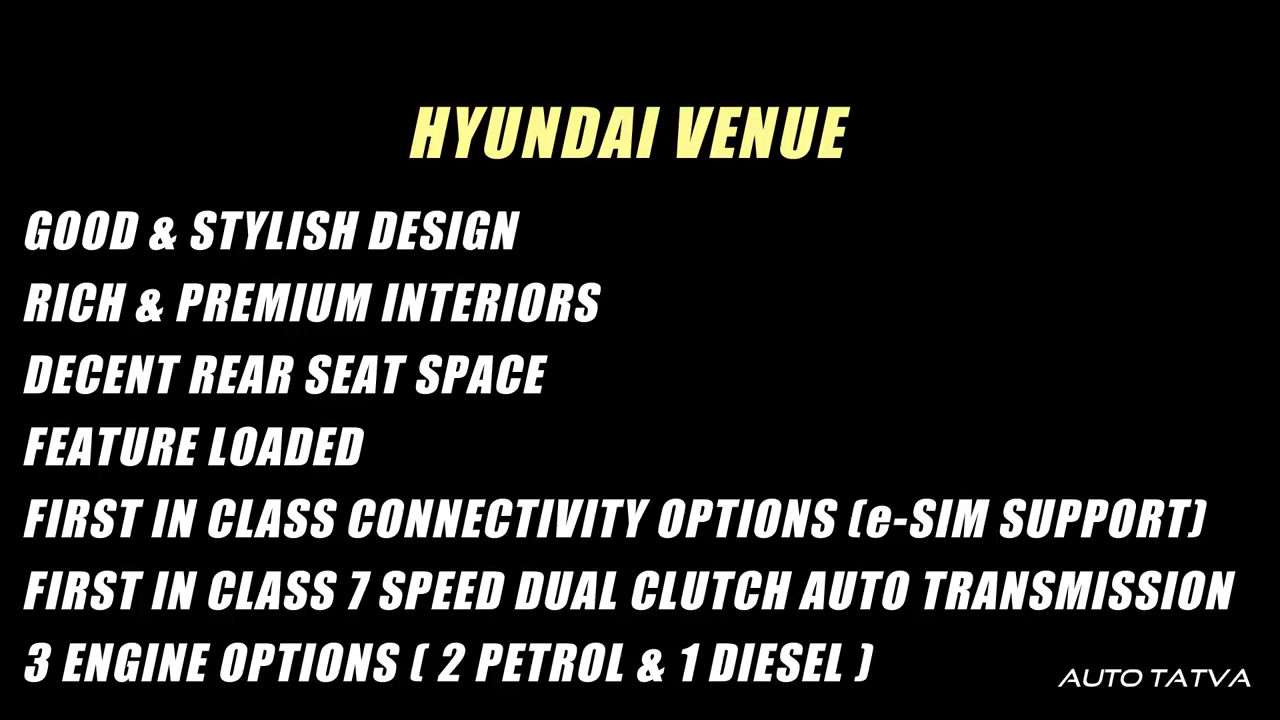 HYUNDAI VENUE
GOOD & STYLISH DESIGN
RICH & PREMIUM INTERIORS
DECENT REAR SEAT SPACE
FEATURE LOADED
FIRST IN CLASS CONNECTIVITY OPTIONS (e-SIM SUPPORT)
FIRST IN CLASS 7 SPEED DUAL CLUTCH AUTO TRANSMISSION
3 ENGINE OPTIONS ( 2 PETROL & 1 DIESEL )
AUTO TATVA